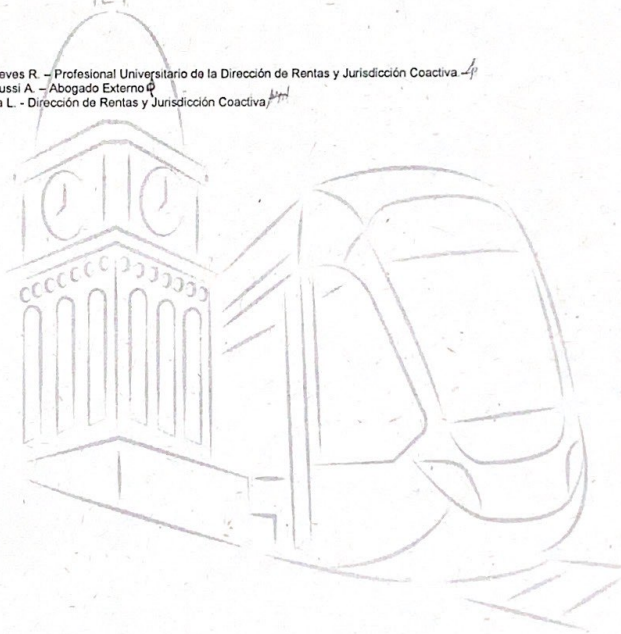 eves R. – Profesional Universitario de la Dirección de Rentas y Jurisdicción Coactiva.
ussi A. – Abogado Externo
a L. - Dirección de Rentas y Jurisdicción Coactiva